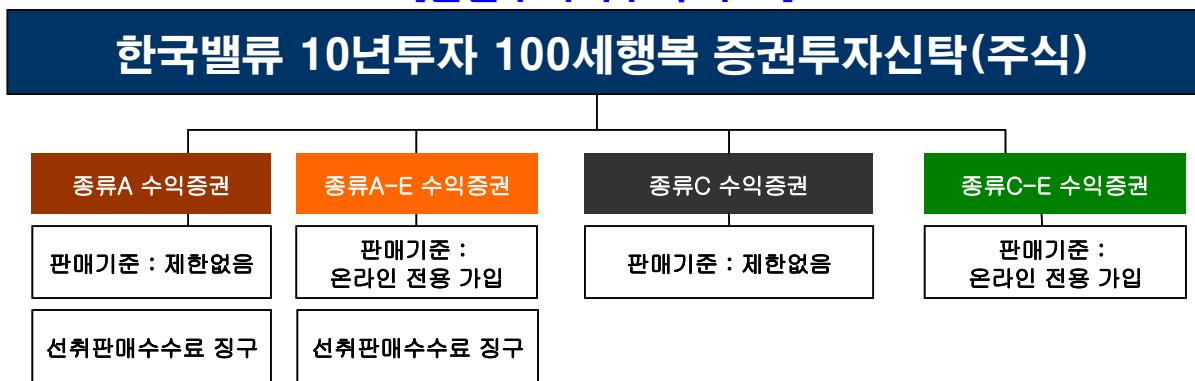 한국밸류 10년투자 100세행복 증권투자신탁(주식)
종류A 수익증권
종류A-E 수익증권
종류C 수익증권
종류C-E 수익증권
판매기준 : 제한없음
판매기준 :
온라인 전용 가입
판매기준 : 제한없음
판매기준 :
온라인 전용 가입
선취판매수수료 징구
선취판매수수료 징구